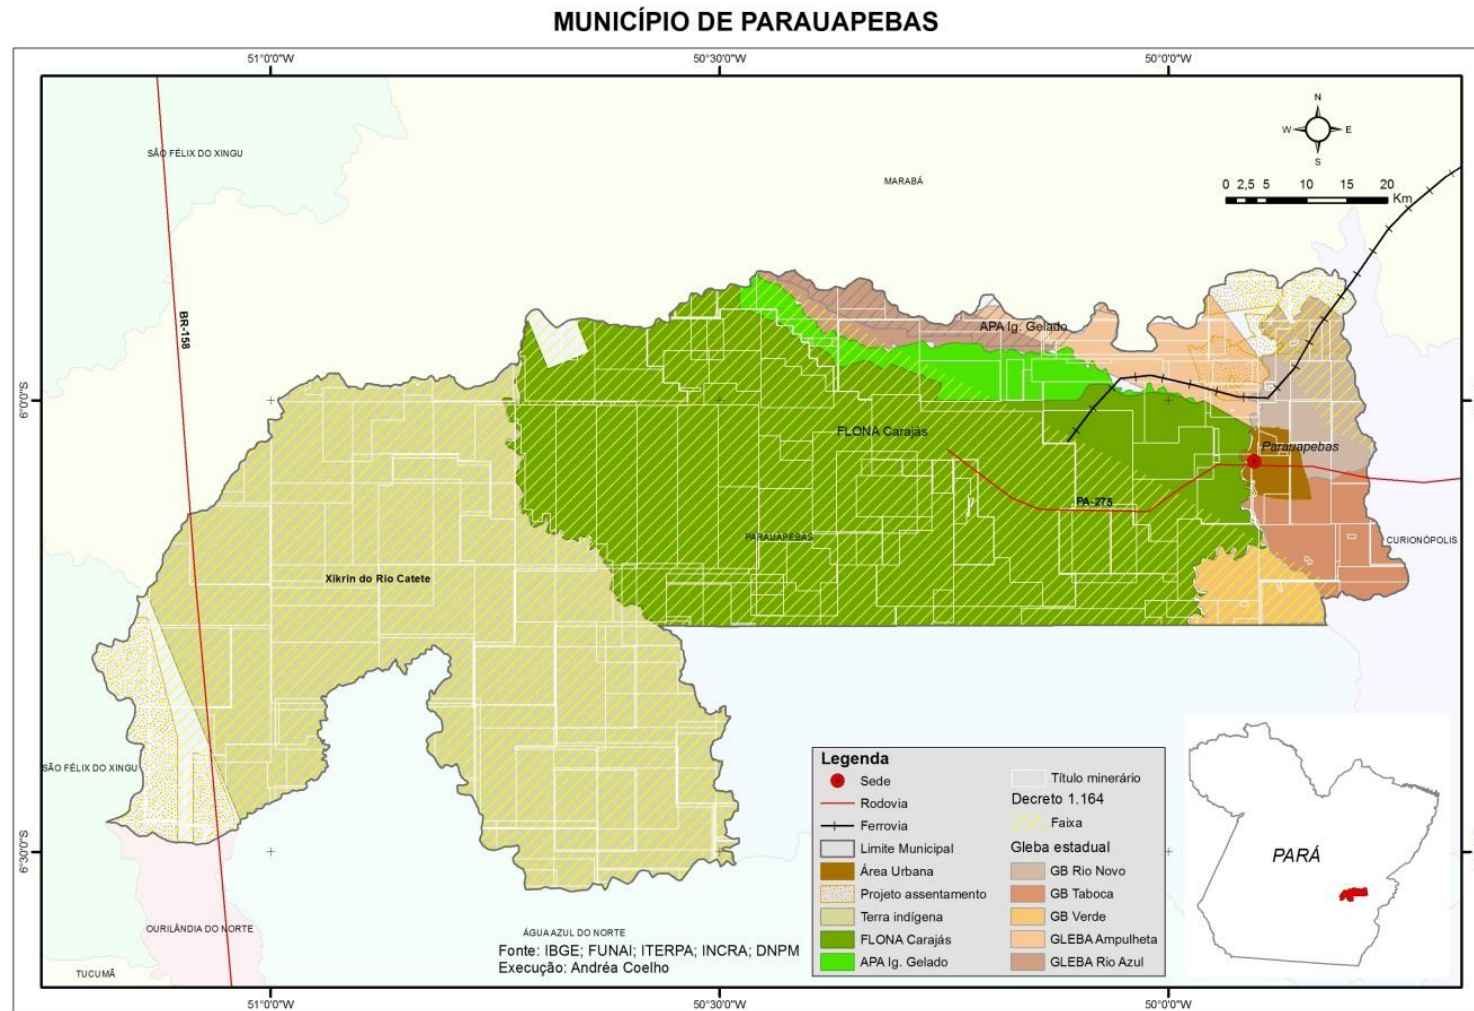 MUNICÍPIO DE PARAUAPEBAS
51°0'0"W
50°30'0"W
50°0'0"W
N
W
E
S
0 2,5 5 10 15 20
Km
SÃO FÉLIX DO XINGU
MARABÁ
BR-158
APA Ig. Gelado
6°0'0"S
FLONA Carajás
Parauapebas
PA-275
PARAUAPEBAS
CURIONÓPOLIS
Xikrin do Rio Catete
SÃO FÉLIX DO XINGU
6°30'0"S
OURILÂNDIA DO NORTE
ÁGUA AZUL DO NORTE
TUCUMÃ
Fonte: IBGE; FUNAI; ITERPA; INCRA; DNPM
Execução: Andréa Coelho
Legenda
Sede
Rodovia
Ferrovia
Limite Municipal
Área Urbana
Projeto assentamento
Terra indígena
FLONA Carajás
APA Ig. Gelado
Título minerário
Decreto 1.164
Faixa
Gleba estadual
GB Rio Novo
GB Taboca
GB Verde
GLEBA Ampulheta
GLEBA Rio Azul
PARÁ
51°0'0"W
50°30'0"W
50°0'0"W